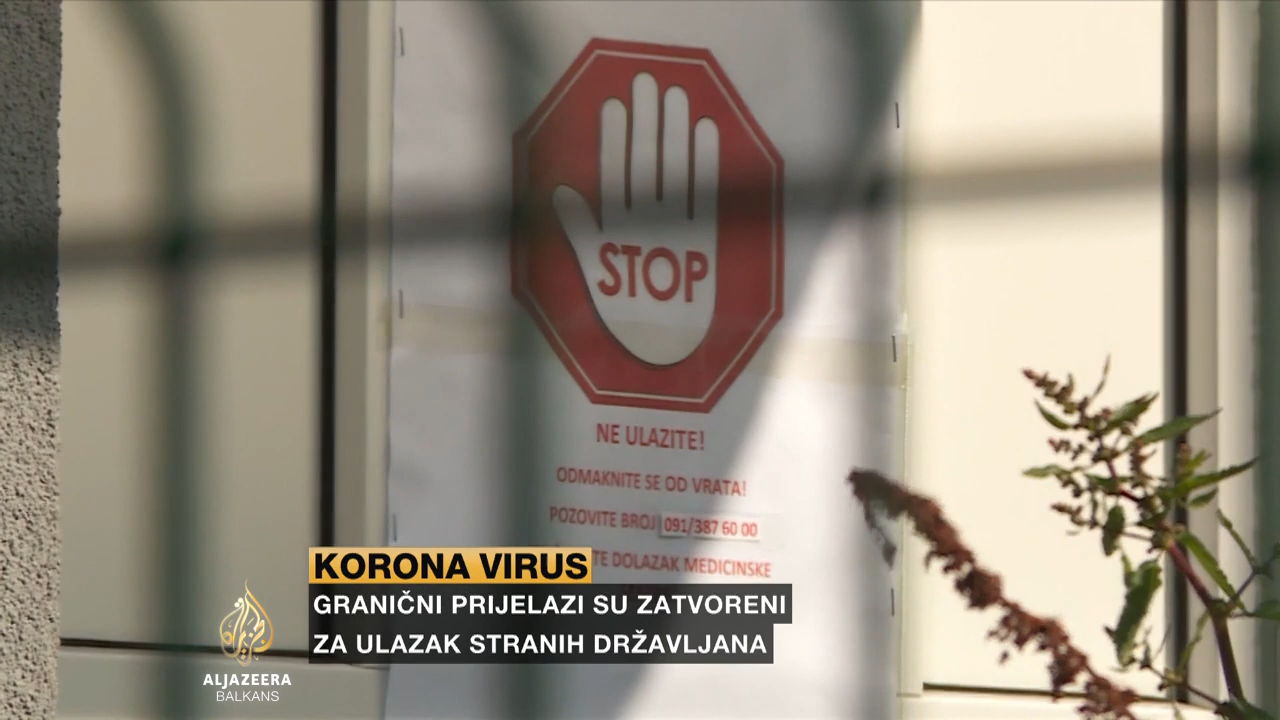 STOP
NE ULAZITE!
ODMAKNITE SE OD VRATA!
POZOVITE BROJ 091/387 60 00
DOLAZAK MEDICINSKE
KORONA VIRUS
GRANIČNI PRIJELAZI SU ZATVORENI
ZA ULAZAK STRANIH DRŽAVLJANA
ALJAZEERA
BALKANS